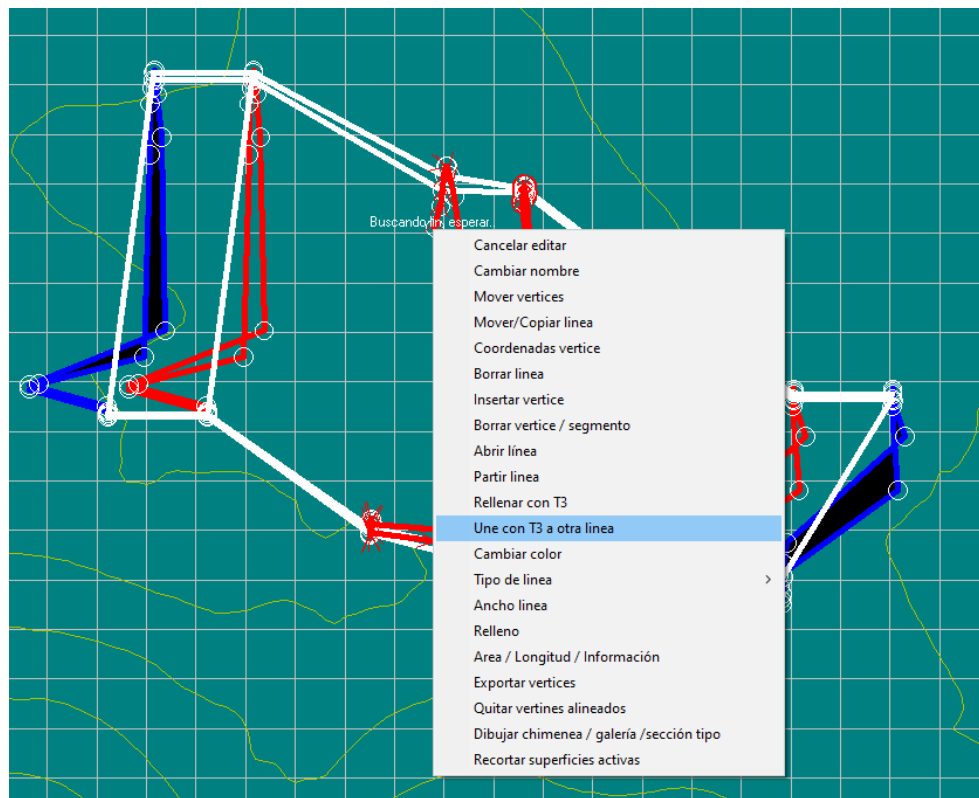 Buscando
esperar.
Cancelar editar
Cambiar nombre
Mover vertices
Mover/Copiar linea
Coordenadas vertice
Borrar linea
Insertar vertice
Borrar vertice / segmento
Abrir línea
Partir linea
Rellenar con T3
Une con T3 a otra linea
Cambiar color
Tipo de linea
Ancho linea
Relleno
Area / Longitud / Información
Exportar vertices
Quitar vertines alineados
Dibujar chimenea / galería /sección tipo
Recortar superficies activas